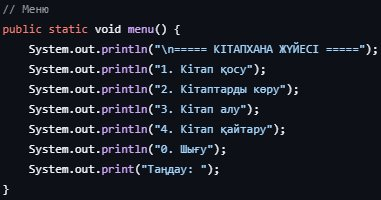 // Меню
public static void menu() {
System.out.println("\n===== КІТАПХАНА ЖҮЙЕСІ =====");
System.out.println("1. Кітап қосу");
System.out.println("2. Кітаптарды көру");
System.out.println("3. Кітап алу");
System.out.println("4. Кітап қайтару");
System.out.println("0. Шығу");
System.out.print("Таңдау: ");
}